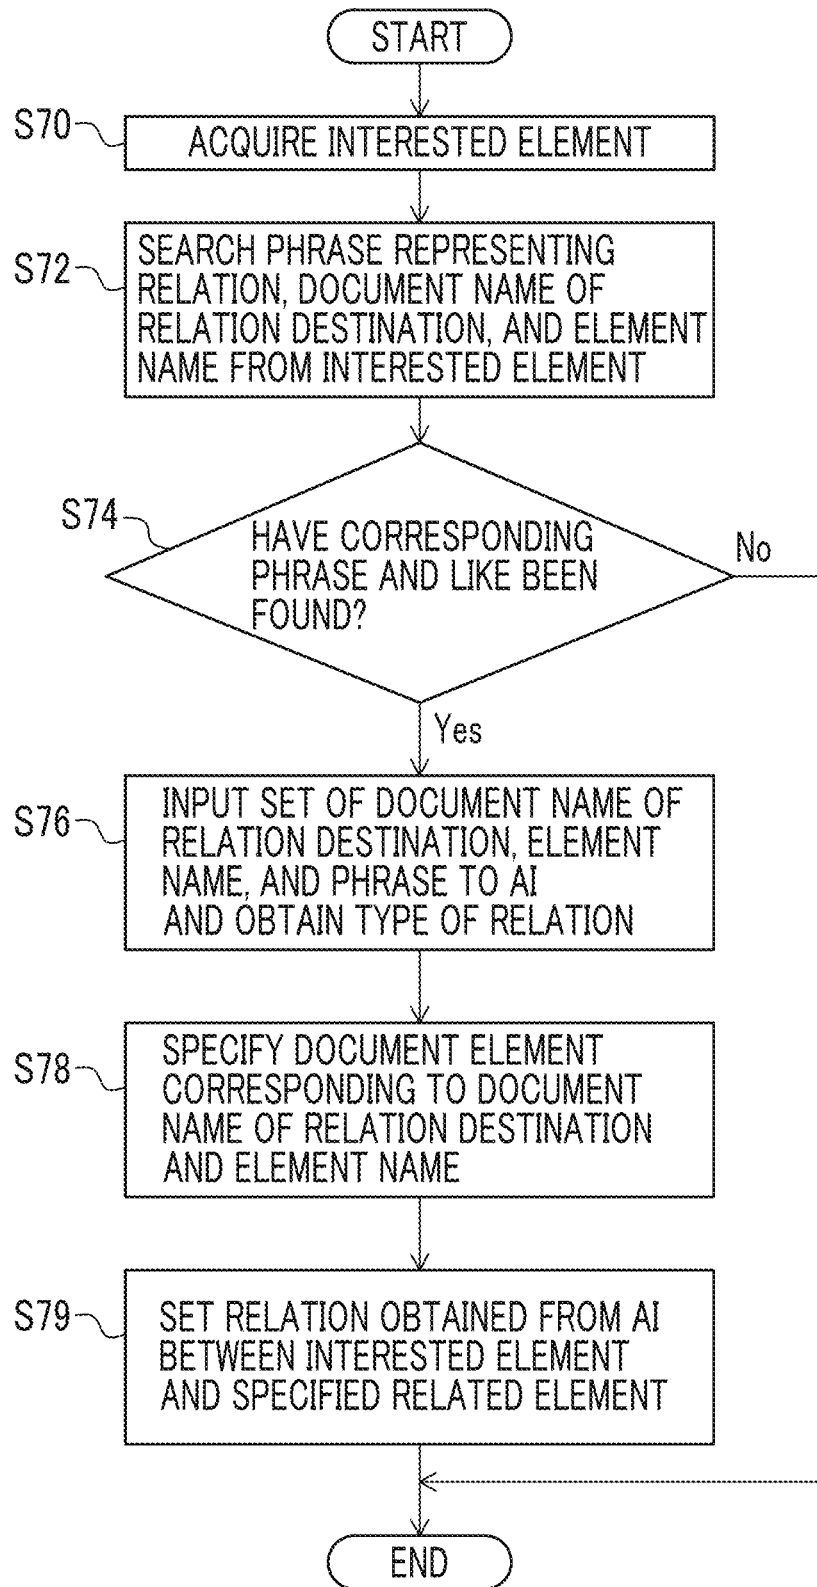 START
S70
ACQUIRE INTERESTED ELEMENT
S72
SEARCH PHRASE REPRESENTING
RELATION, DOCUMENT NAME OF
RELATION DESTINATION, AND ELEMENT
NAME FROM INTERESTED ELEMENT
S74
HAVE CORRESPONDING
PHRASE AND LIKE BEEN
FOUND?
No
Yes
S76
INPUT SET OF DOCUMENT NAME OF
RELATION DESTINATION, ELEMENT
NAME, AND PHRASE TO AI
AND OBTAIN TYPE OF RELATION
S78
SPECIFY DOCUMENT ELEMENT
CORRESPONDING TO DOCUMENT
NAME OF RELATION DESTINATION
AND ELEMENT NAME
S79
SET RELATION OBTAINED FROM AI
BETWEEN INTERESTED ELEMENT
AND SPECIFIED RELATED ELEMENT
END